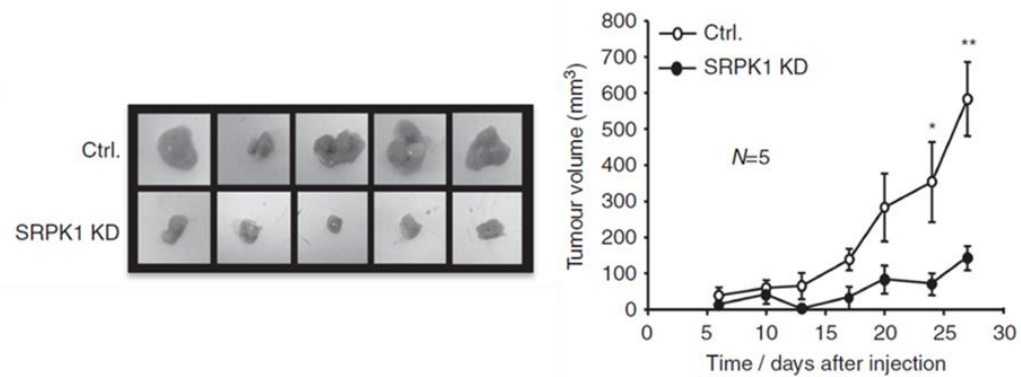 Ctrl.
SRPK1 KD
800
700
600
500
400
300
200
100
0
Tumour volume (mm³)
Ctrl.
SRPK1 KD
N=5
*
**
0 5 10 15 20 25 30
Time / days after injection